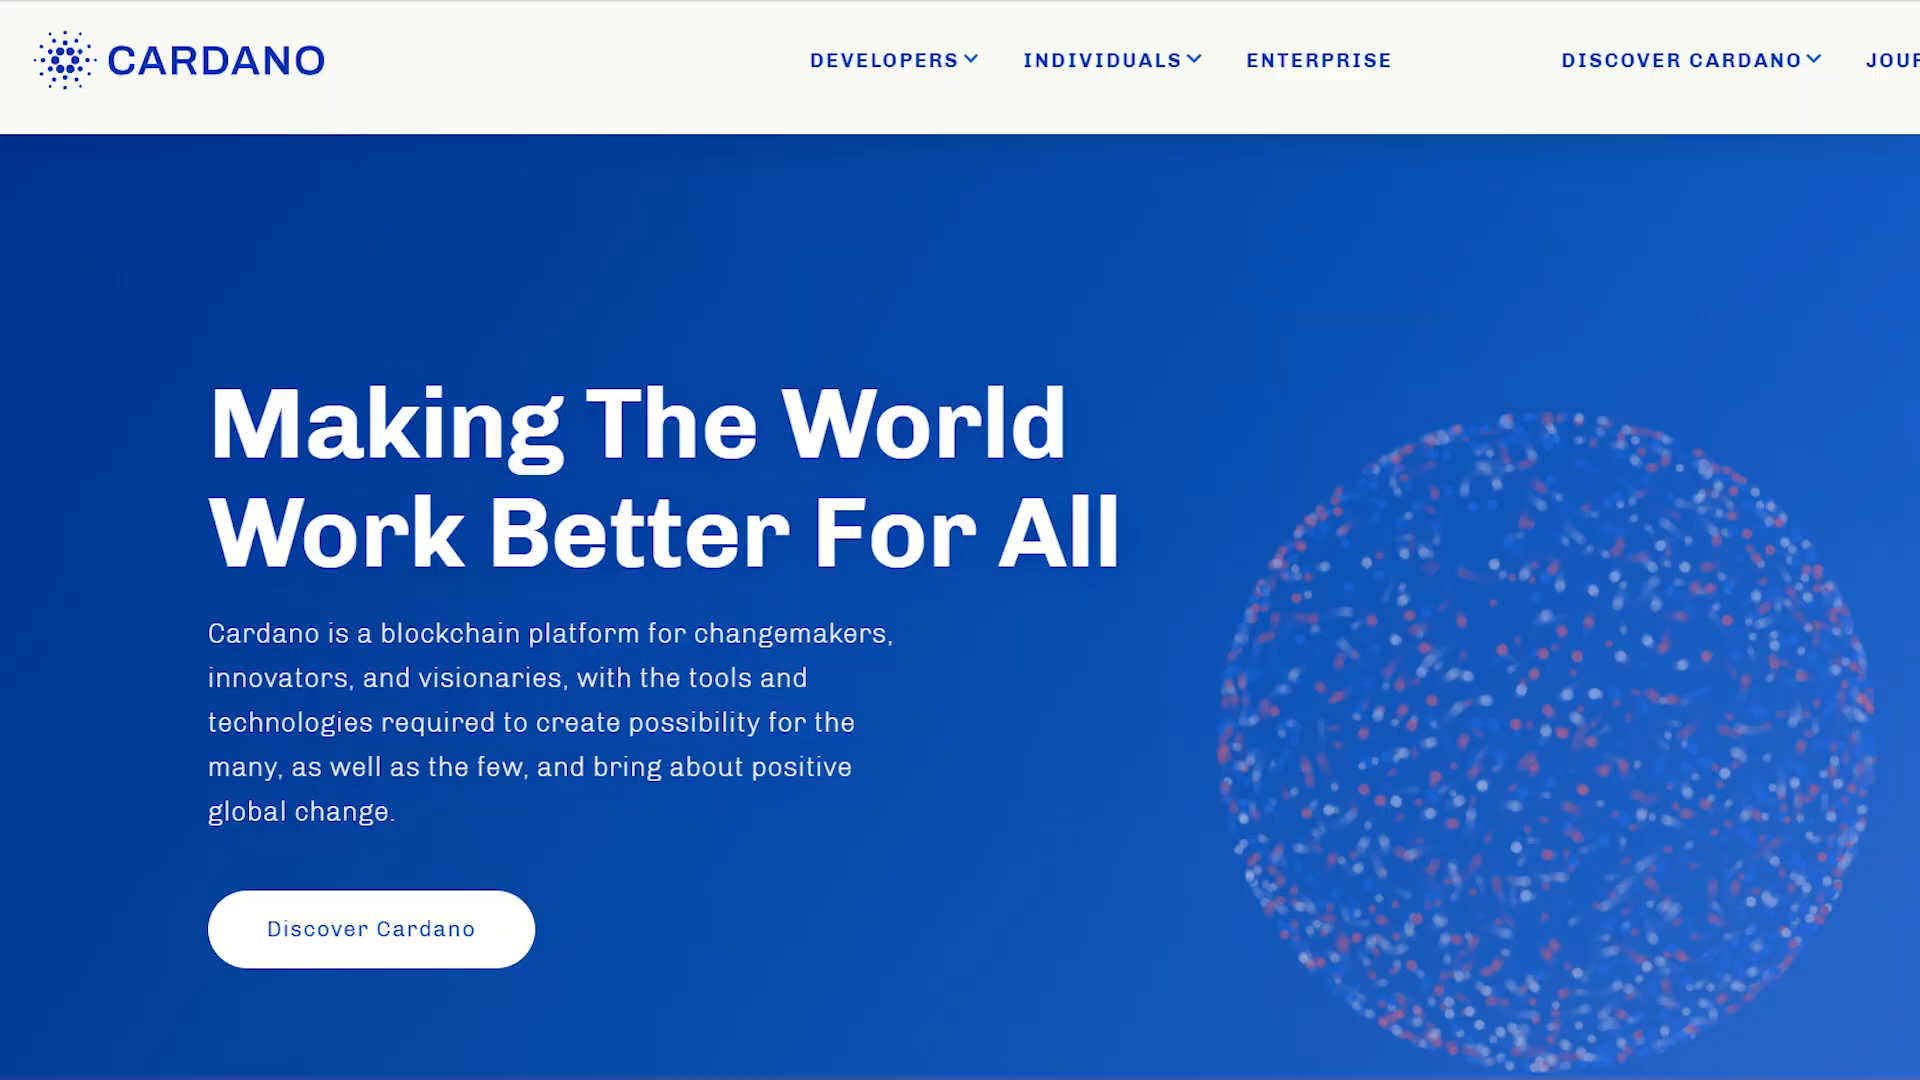 CARDANO
DEVELOPERS
INDIVIDUALS
ENTERPRISE
DISCOVER CARDANO
Making The World
Work Better For All
Cardano is a blockchain platform for changemakers,
innovators, and visionaries, with the tools and
technologies required to create possibility for the
many, as well as the few, and bring about positive
global change.
Discover Cardano